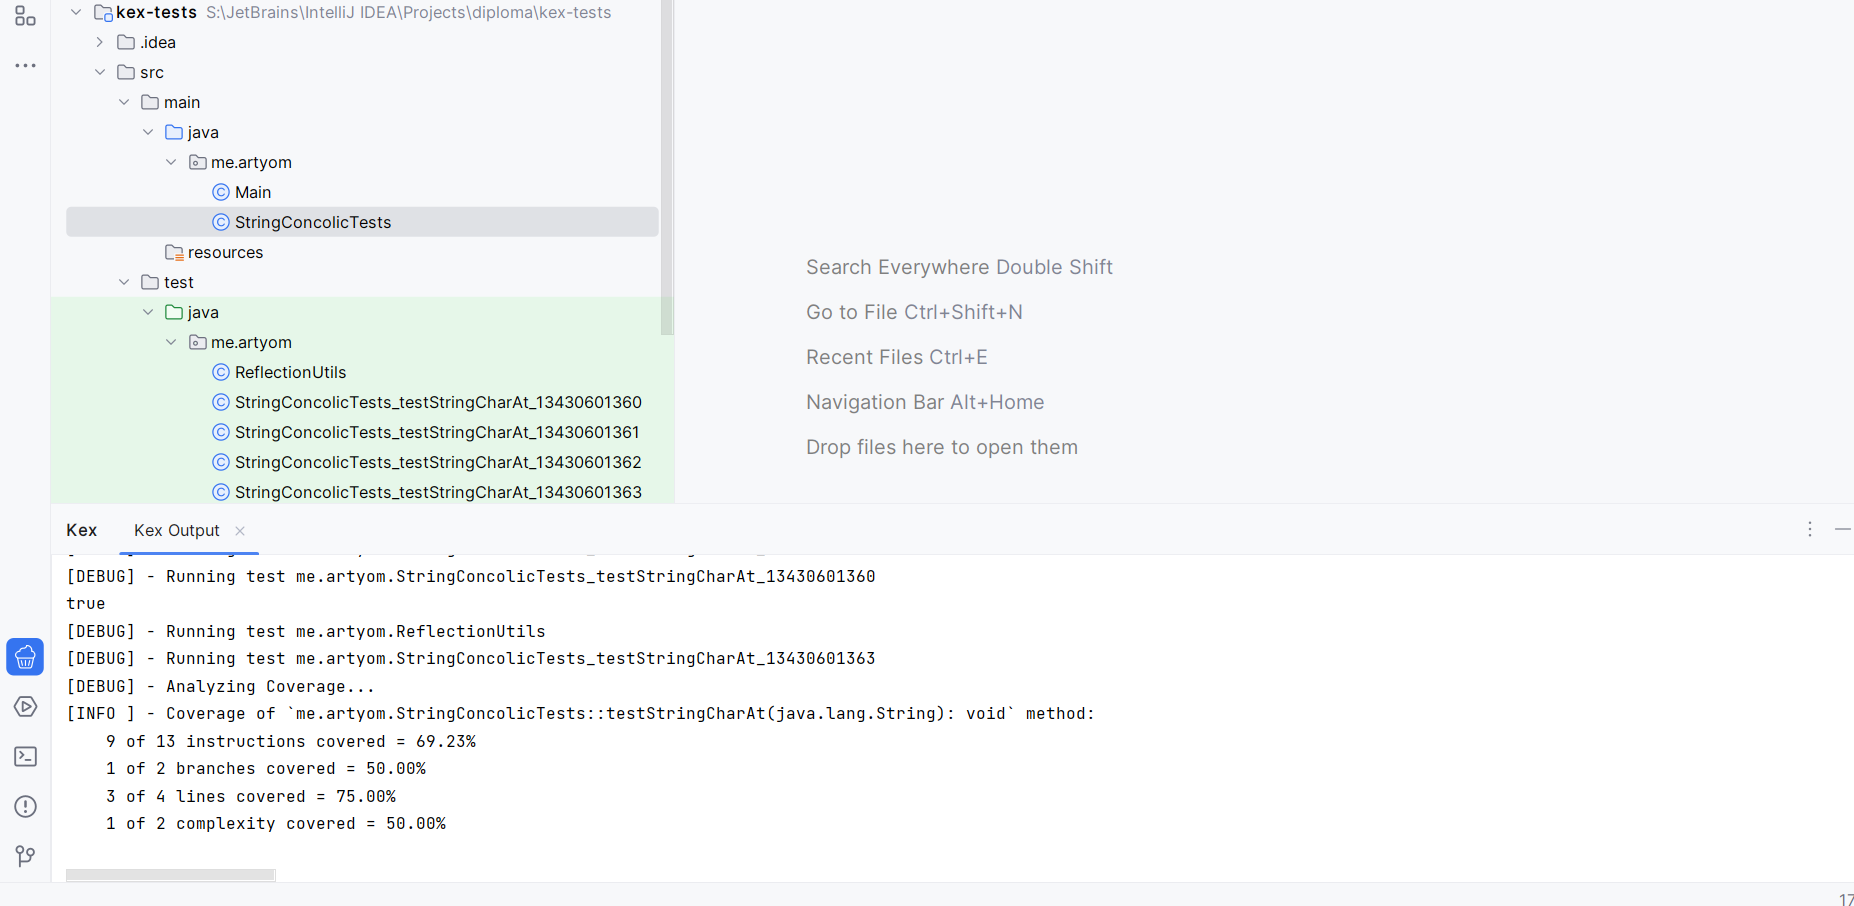 kex-tests S:\JetBrains\IntelliJ IDEA\Projects\diploma\kex-tests
.idea
src
main
java
me.artyom
Main
StringConcolicTests
resources
test
java
me.artyom
ReflectionUtils
StringConcolicTests_testStringCharAt_13430601360
StringConcolicTests_testStringCharAt_13430601361
StringConcolicTests_testStringCharAt_13430601362
StringConcolicTests_testStringCharAt_13430601363
Search Everywhere Double Shift
Go to File Ctrl+Shift+N
Recent Files Ctrl+E
Navigation Bar Alt+Home
Drop files here to open them
Kex Kex Output
[DEBUG] - Running test me.artyom.StringConcolicTests_testStringCharAt_13430601360
true
[DEBUG] - Running test me.artyom.ReflectionUtils
[DEBUG] - Running test me.artyom.StringConcolicTests_testStringCharAt_13430601363
[DEBUG] - Analyzing Coverage...
[INFO ] - Coverage of `me.artyom.StringConcolicTests::testStringCharAt(java.lang.String): void` method:
9 of 13 instructions covered = 69.23%
1 of 2 branches covered = 50.00%
3 of 4 lines covered = 75.00%
1 of 2 complexity covered = 50.00%